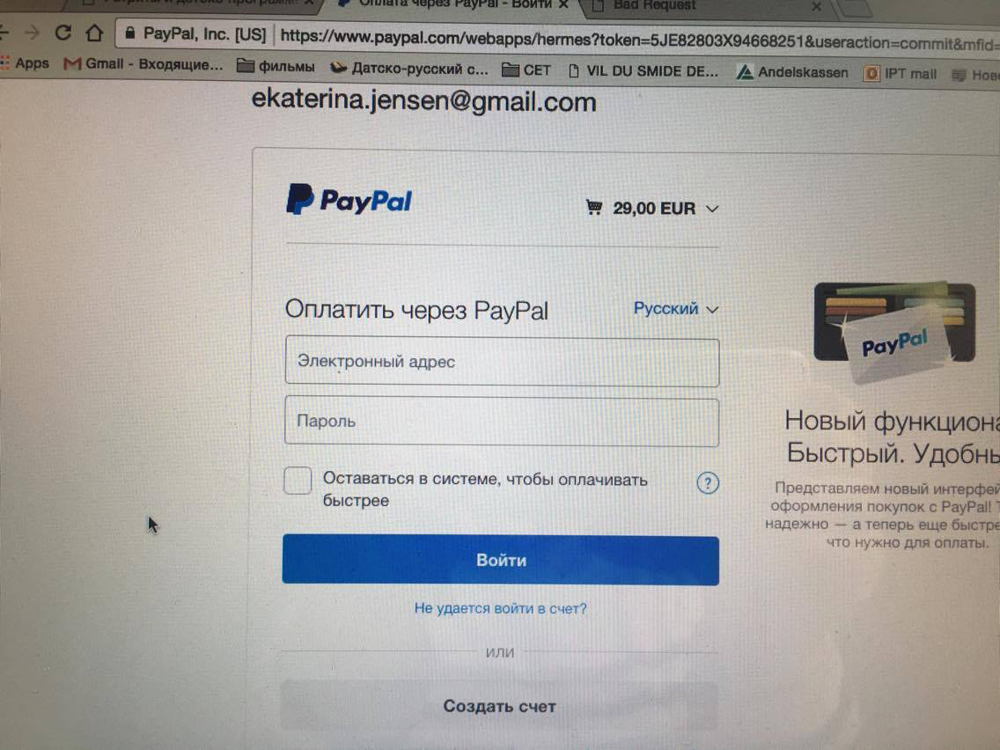 Оплата через PayPal - Войти ×
Bad Request ×
PayPal, Inc. [US] https://www.paypal.com/webapps/hermes?token=5JE82803X94668251&useraction=commit&mfid=
Apps Gmail - Входящие... фильмы Датско-русский с... CET VIL DU SMIDE DE... Andelskassen IPT mail Нове
ekaterina.jensen@gmail.com
PayPal
29,00 EUR
Оплатить через PayPal
Русский
Электронный адрес
Пароль
Оставаться в системе, чтобы оплачивать
быстрее
?
Войти
Не удается войти в счет?
или
Создать счет
PayPal
Новый функциона
Быстрый. Удобны
Представляем новый интерфей
оформления покупок с PayPal! Т
надежно — а теперь еще быстре
что нужно для оплаты.